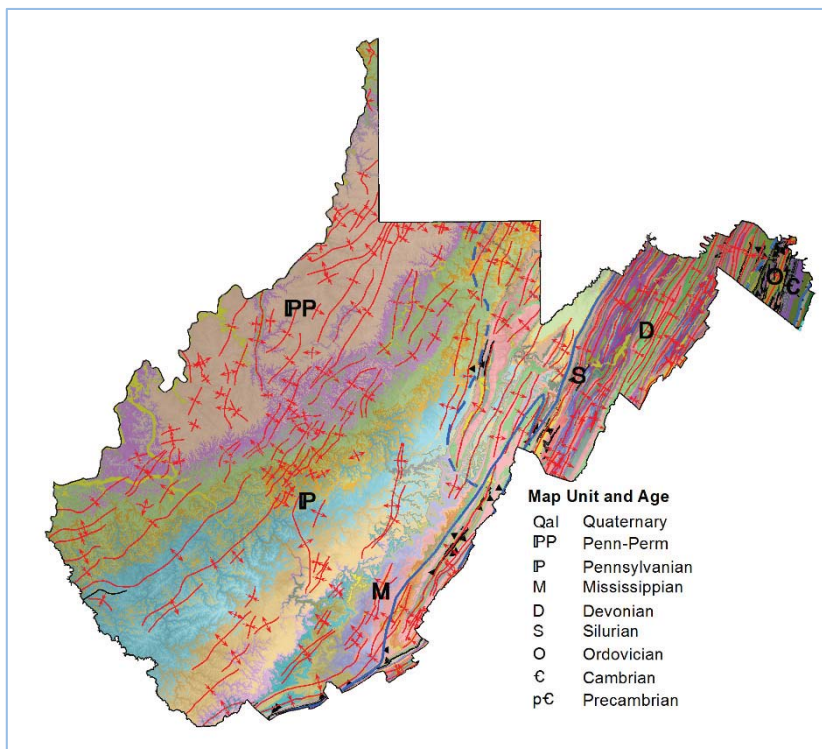 IPP
O
Є
D
S
IP
M
Map Unit and Age
Qal Quaternary
IPP Penn-Perm
IP Pennsylvanian
M Mississippian
D Devonian
S Silurian
O Ordovician
Є Cambrian
pЄ Precambrian